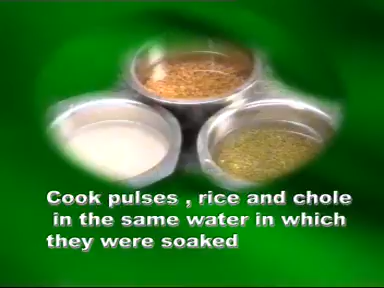 Cook pulses , rice and chole
in the same water in which
they were soaked